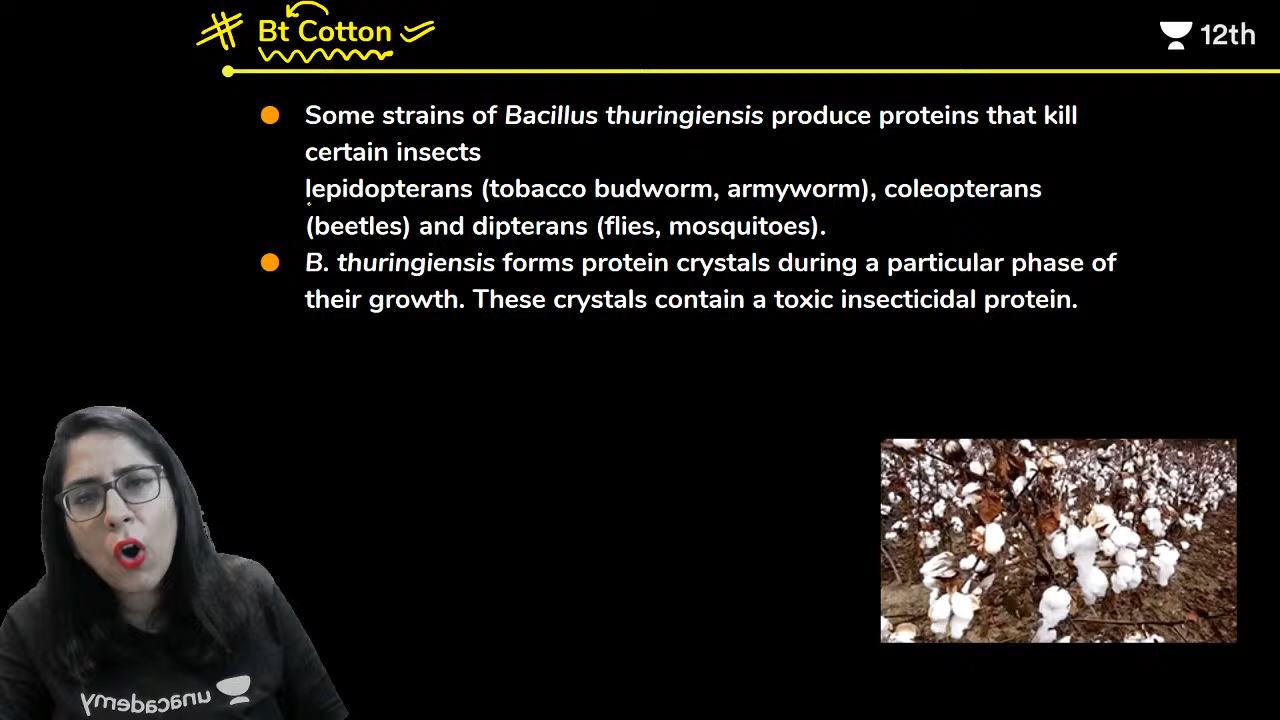 # Bt Cotton
12th
Some strains of Bacillus thuringiensis produce proteins that kill
certain insects
lepidopterans (tobacco budworm, armyworm), coleopterans
(beetles) and dipterans (flies, mosquitoes).
B. thuringiensis forms protein crystals during a particular phase of
their growth. These crystals contain a toxic insecticidal protein.
unacademy